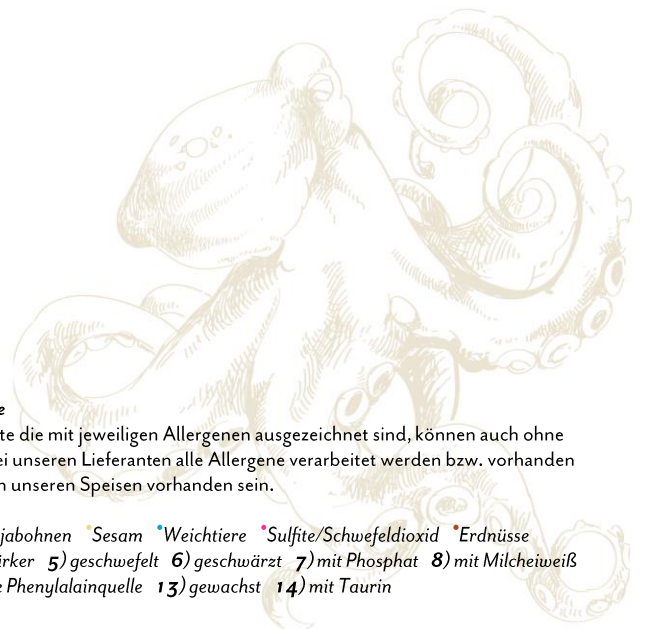 e
te die mit jeweiligen Allergenen ausgezeichnet sind, können auch ohne
ei unseren Lieferanten alle Allergene verarbeitet werden bzw. vorhanden
n unseren Speisen vorhanden sein.
jabohnen •Sesam •Weichtiere •Sulfite/Schwefeldioxid •Erdnüsse
ärker 5) geschwefelt 6) geschwärzt 7) mit Phosphat 8) mit Milcheiweiß
e Phenylalainquelle 13) gewachst 14) mit Taurin